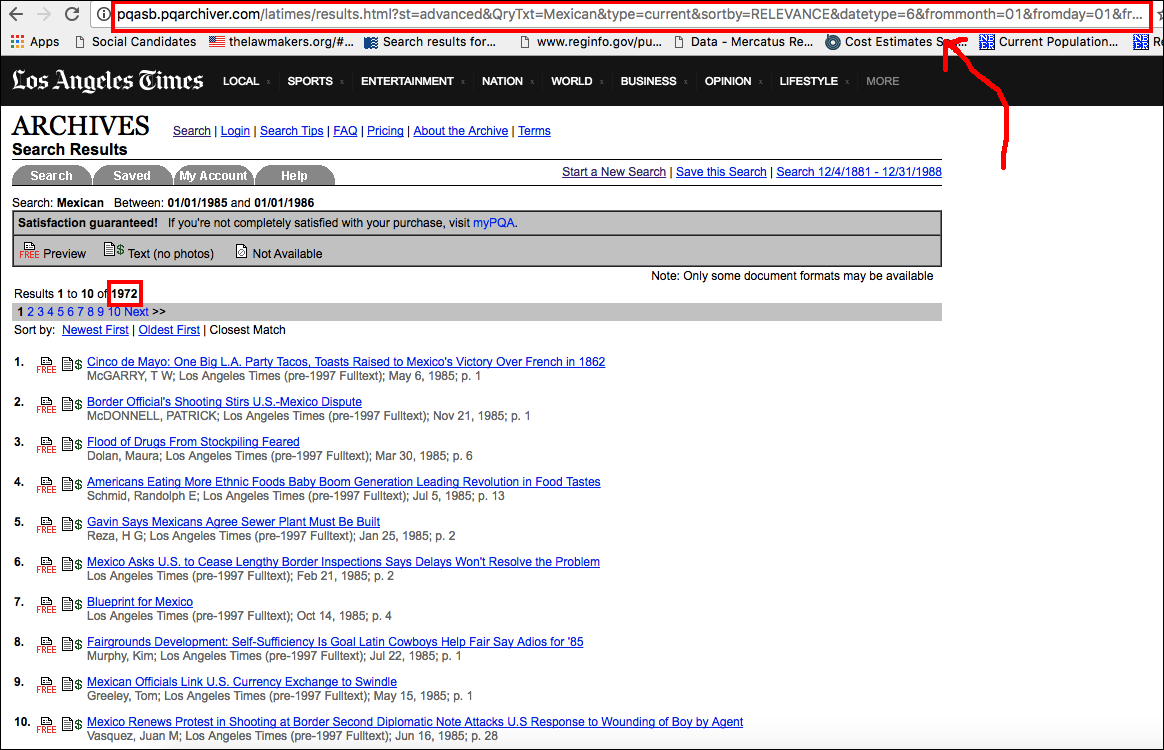 pqasb.pqarchiver.com/latimes/results.html?st=advanced&QryTxt=Mexican&type=current&sortby=RELEVANCE&datetype=6&frommonth=01&fromday=01&fr...
Apps Social Candidates thelawmakers.org/#... Search results for... www.reginfo.gov/pu... Data - Mercatus Re... Cost Estimates Current Population... NEER
Los Angeles Times LOCAL SPORTS ENTERTAINMENT NATION WORLD BUSINESS OPINION LIFESTYLE MORE
ARCHIVES Search | Login | Search Tips | FAQ | Pricing | About the Archive | Terms
Search Results
Search Saved My Account Help Start a New Search | Save this Search | Search 12/4/1881 - 12/31/1988
Search: Mexican Between: 01/01/1985 and 01/01/1986
Satisfaction guaranteed! If you're not completely satisfied with your purchase, visit myPQA.
FREE Preview $ Text (no photos) Not Available
Note: Only some document formats may be available
Results 1 to 10 of 1972
1 2 3 4 5 6 7 8 9 10 Next >>
Sort by: Newest First | Oldest First | Closest Match
1. FREE $ Cinco de Mayo: One Big L.A. Party Tacos, Toasts Raised to Mexico's Victory Over French in 1862
McGARRY, T W; Los Angeles Times (pre-1997 Fulltext); May 6, 1985; p. 1
2. FREE $ Border Official's Shooting Stirs U.S.-Mexico Dispute
McDONNELL, PATRICK; Los Angeles Times (pre-1997 Fulltext); Nov 21, 1985; p. 1
3. FREE $ Flood of Drugs From Stockpiling Feared
Dolan, Maura; Los Angeles Times (pre-1997 Fulltext); Mar 30, 1985; p. 6
4. FREE $ Americans Eating More Ethnic Foods Baby Boom Generation Leading Revolution in Food Tastes
Schmid, Randolph E; Los Angeles Times (pre-1997 Fulltext); Jul 5, 1985; p. 13
5. FREE $ Gavin Says Mexicans Agree Sewer Plant Must Be Built
Reza, H G; Los Angeles Times (pre-1997 Fulltext); Jan 25, 1985; p. 2
6. FREE $ Mexico Asks U.S. to Cease Lengthy Border Inspections Says Delays Won't Resolve the Problem
Los Angeles Times (pre-1997 Fulltext); Feb 21, 1985; p. 2
7. FREE $ Blueprint for Mexico
Los Angeles Times (pre-1997 Fulltext); Oct 14, 1985; p. 4
8. FREE $ Fairgrounds Development: Self-Sufficiency Is Goal Latin Cowboys Help Fair Say Adios for '85
Murphy, Kim; Los Angeles Times (pre-1997 Fulltext); Jul 22, 1985; p. 1
9. FREE $ Mexican Officials Link U.S. Currency Exchange to Swindle
Greeley, Tom; Los Angeles Times (pre-1997 Fulltext); May 15, 1985; p. 1
10. FREE $ Mexico Renews Protest in Shooting at Border Second Diplomatic Note Attacks U.S Response to Wounding of Boy by Agent
Vasquez, Juan M; Los Angeles Times (pre-1997 Fulltext); Jun 16, 1985; p. 28